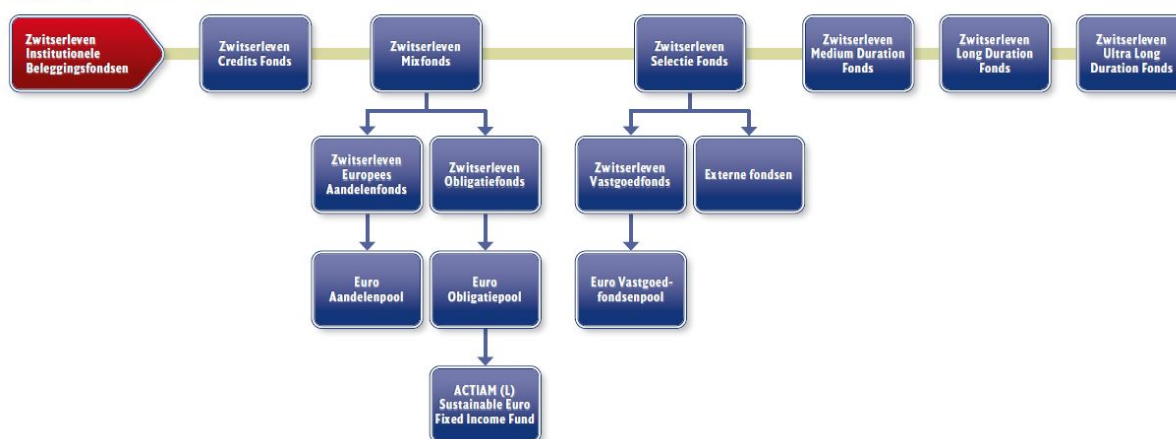 Zwitserleven
Institutionele
Beleggingsfondsen
Zwitserleven
Credits Fonds
Zwitserleven
Mixfonds
Zwitserleven
Selectie Fonds
Zwitserleven
Medium Duration
Fonds
Zwitserleven
Long Duration
Fonds
Zwitserleven
Ultra Long
Duration Fonds
Zwitserleven
Europees
Aandelenfonds
Zwitserleven
Obligatiefonds
Zwitserleven
Vastgoedfonds
Externe fondsen
Euro
Aandelenpool
Euro
Obligatiepool
Euro Vastgoed-
fondsenpool
ACTIAM (L)
Sustainable Euro
Fixed Income Fund